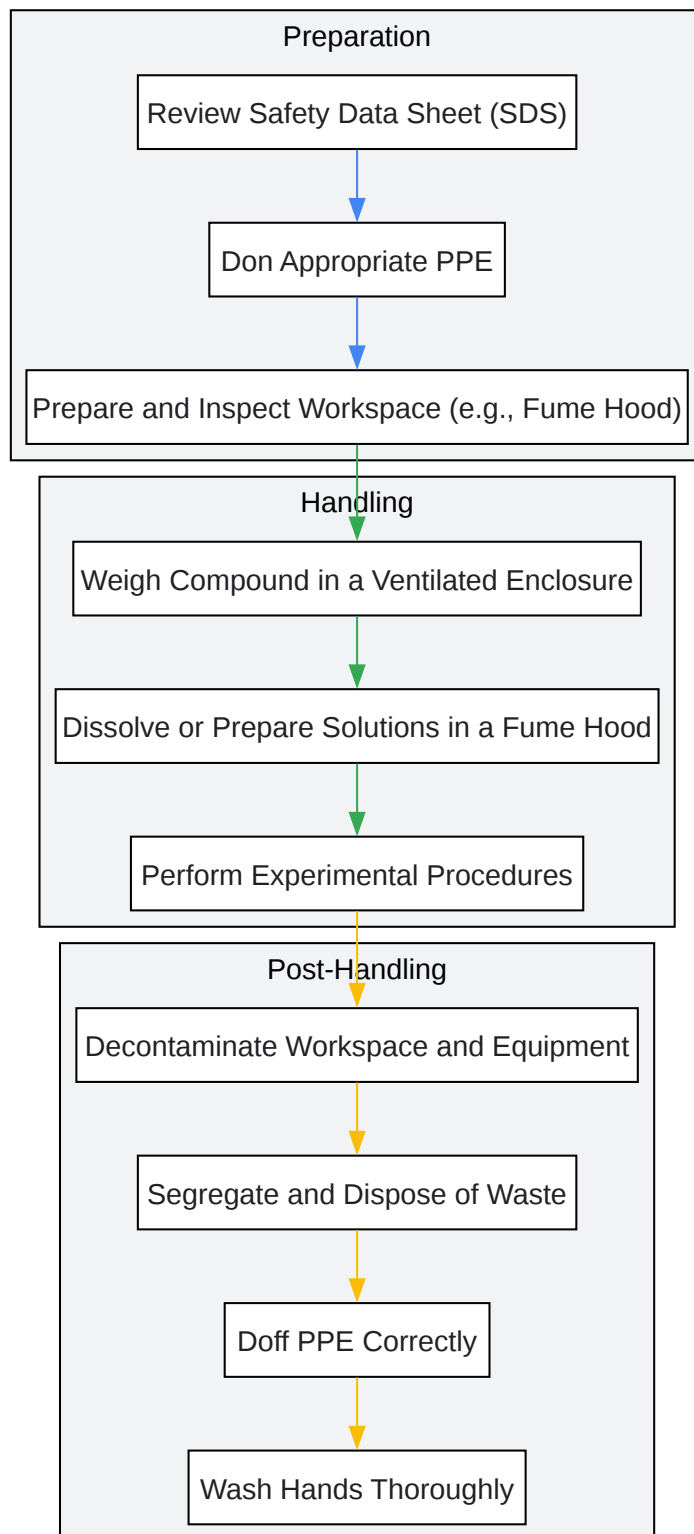 Preparation
Review Safety Data Sheet (SDS)
Don Appropriate PPE
Prepare and Inspect Workspace (e.g., Fume Hood)
Handling
Weigh Compound in a Ventilated Enclosure
Dissolve or Prepare Solutions in a Fume Hood
Perform Experimental Procedures
Post-Handling
Decontaminate Workspace and Equipment
Segregate and Dispose of Waste
Doff PPE Correctly
Wash Hands Thoroughly